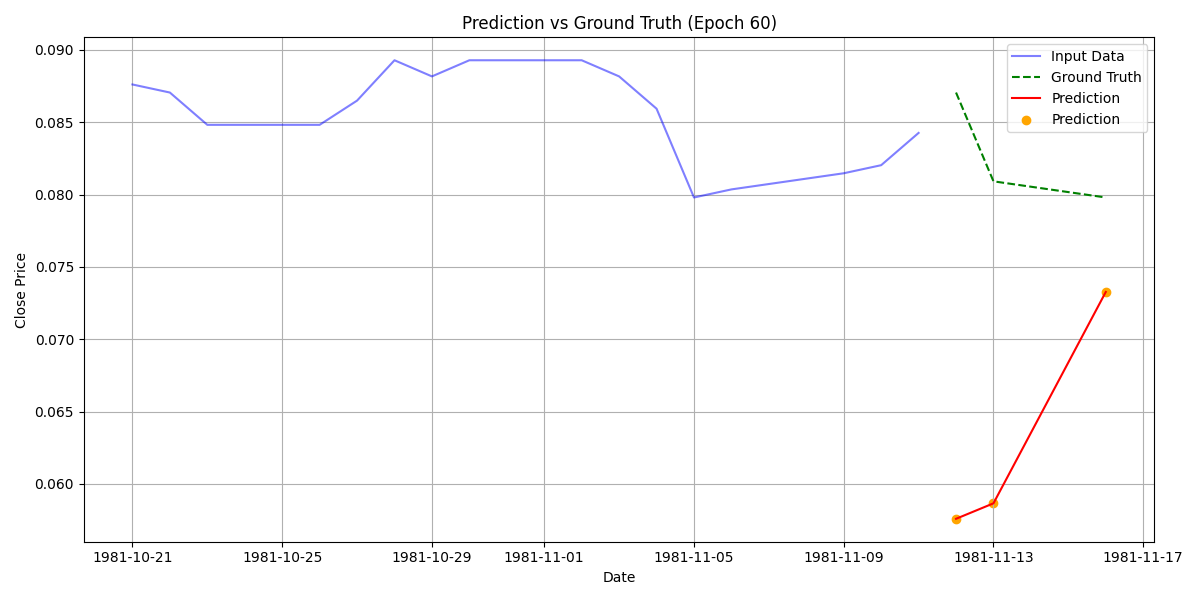 Prediction vs Ground Truth (Epoch 60)
Input Data
Ground Truth
Prediction
Prediction
Close Price
0.090
0.085
0.080
0.075
0.070
0.065
0.060
1981-10-21
1981-10-25
1981-10-29
1981-11-01
1981-11-05
1981-11-09
1981-11-13
1981-11-17
Date